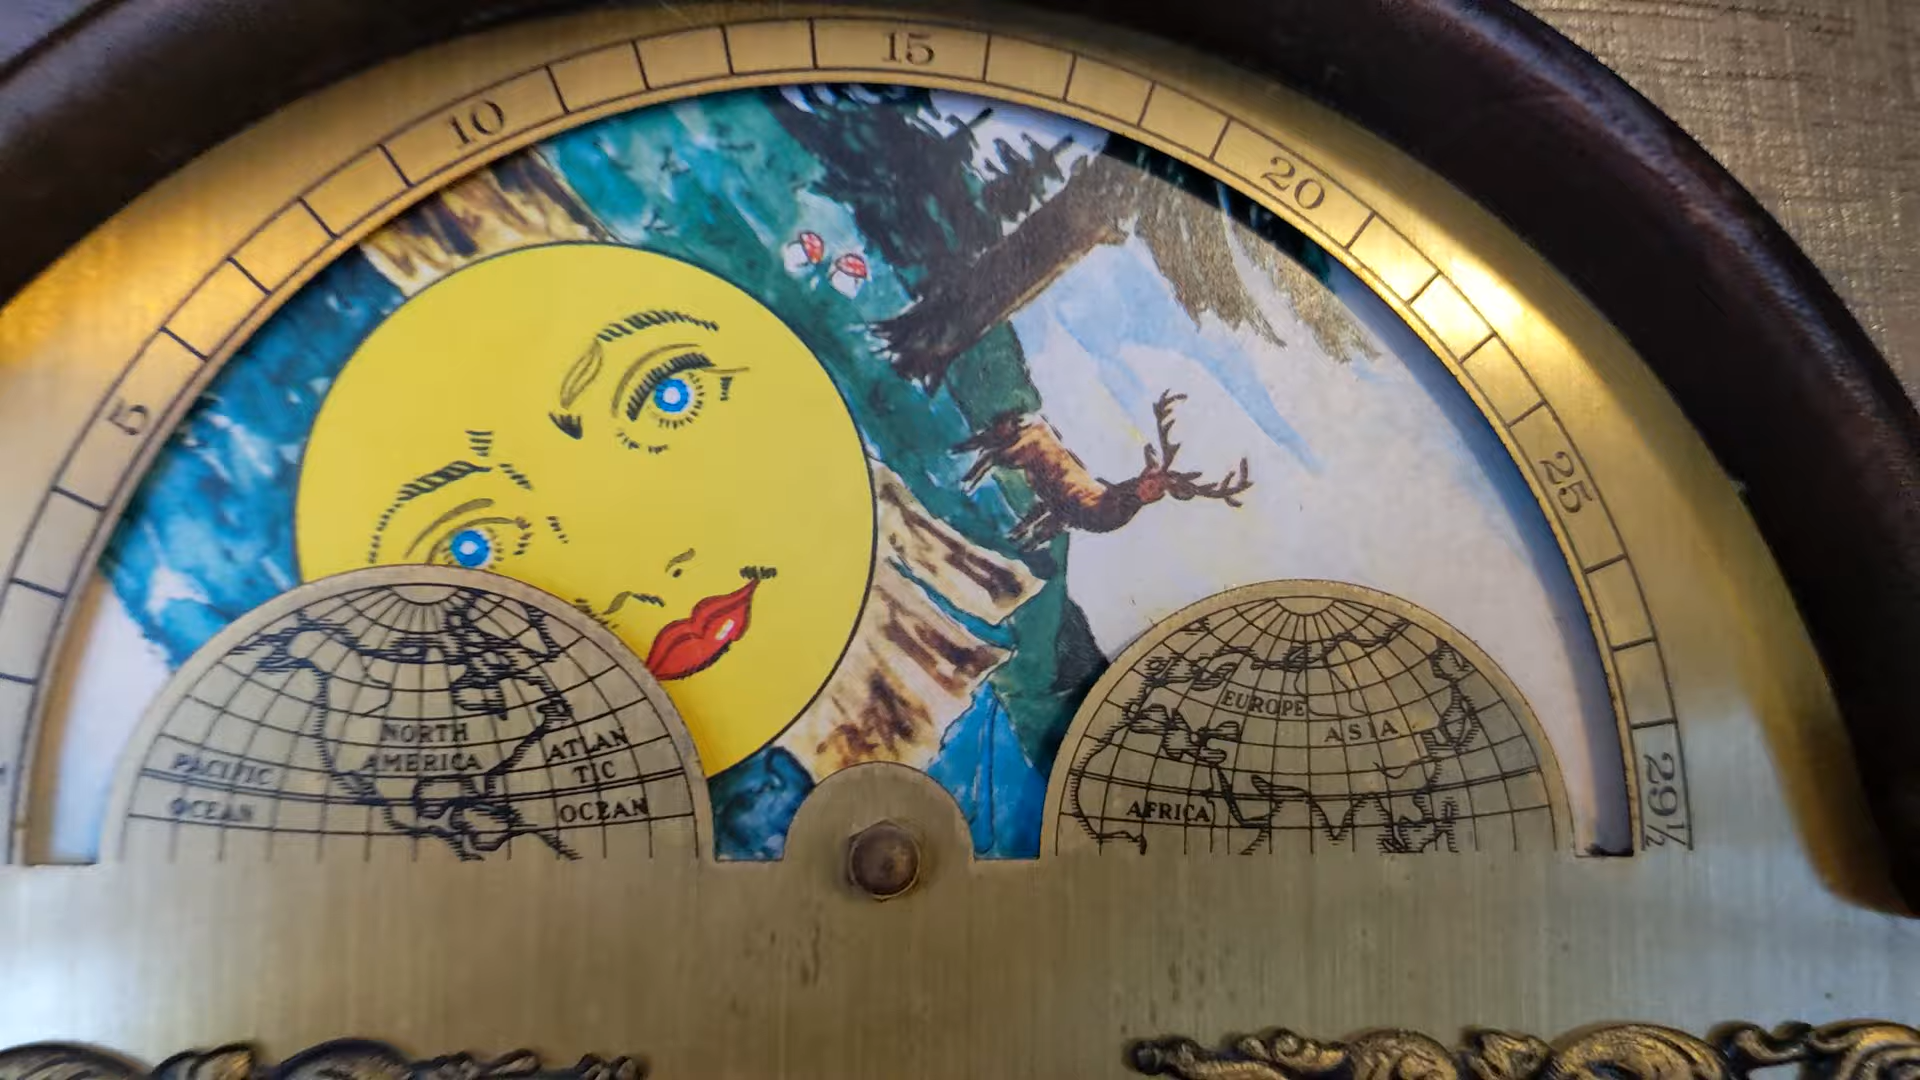 5
10
15
20
25
29½
NORTH
AMERICA
PACIFIC
OCEAN
ATLAN
TIC
OCEAN
EUROPE
ASIA
AFRICA